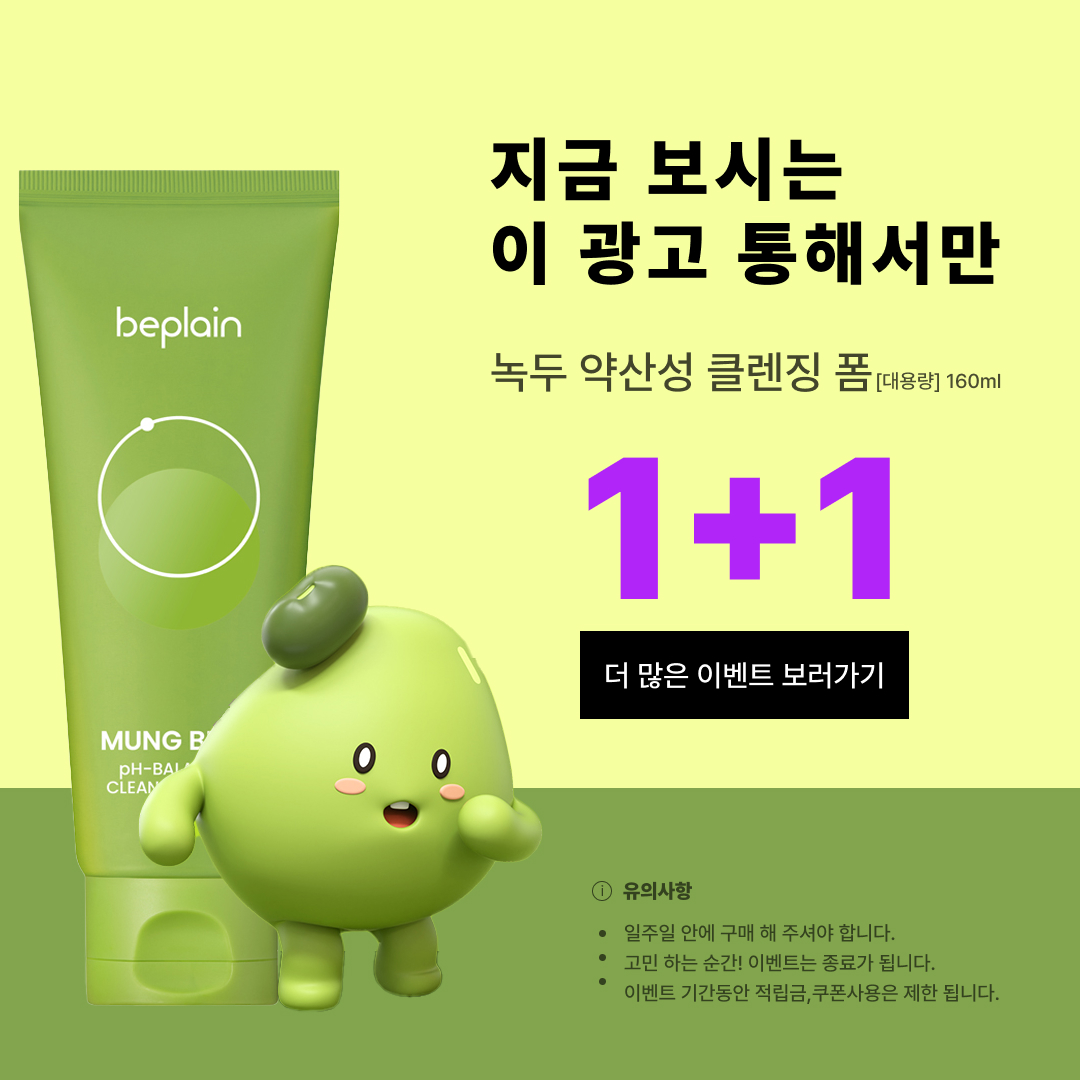 지금 보시는
이 광고 통해서만
녹두 약산성 클렌징 폼[대용량] 160ml
1+1
더 많은 이벤트 보러가기
beplain
MUNG
유의사항
일주일 안에 구매 해 주셔야 합니다.
고민 하는 순간! 이벤트는 종료가 됩니다.
이벤트 기간동안 적립금,쿠폰사용은 제한 됩니다.